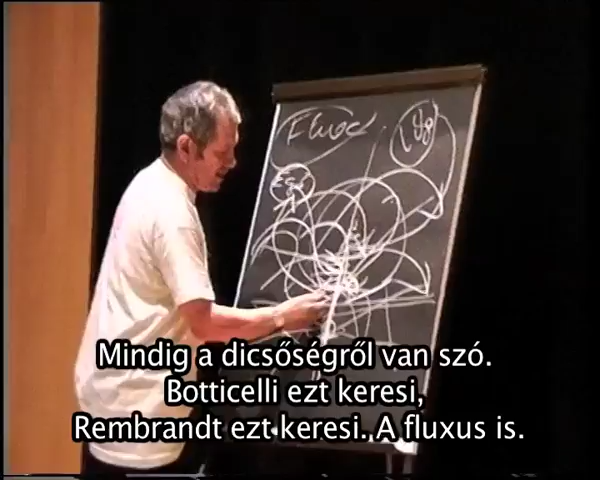 Mindig a dicsőségről van szó.
Botticelli ezt keresi,
Rembrandt ezt keresi. A fluxus is.